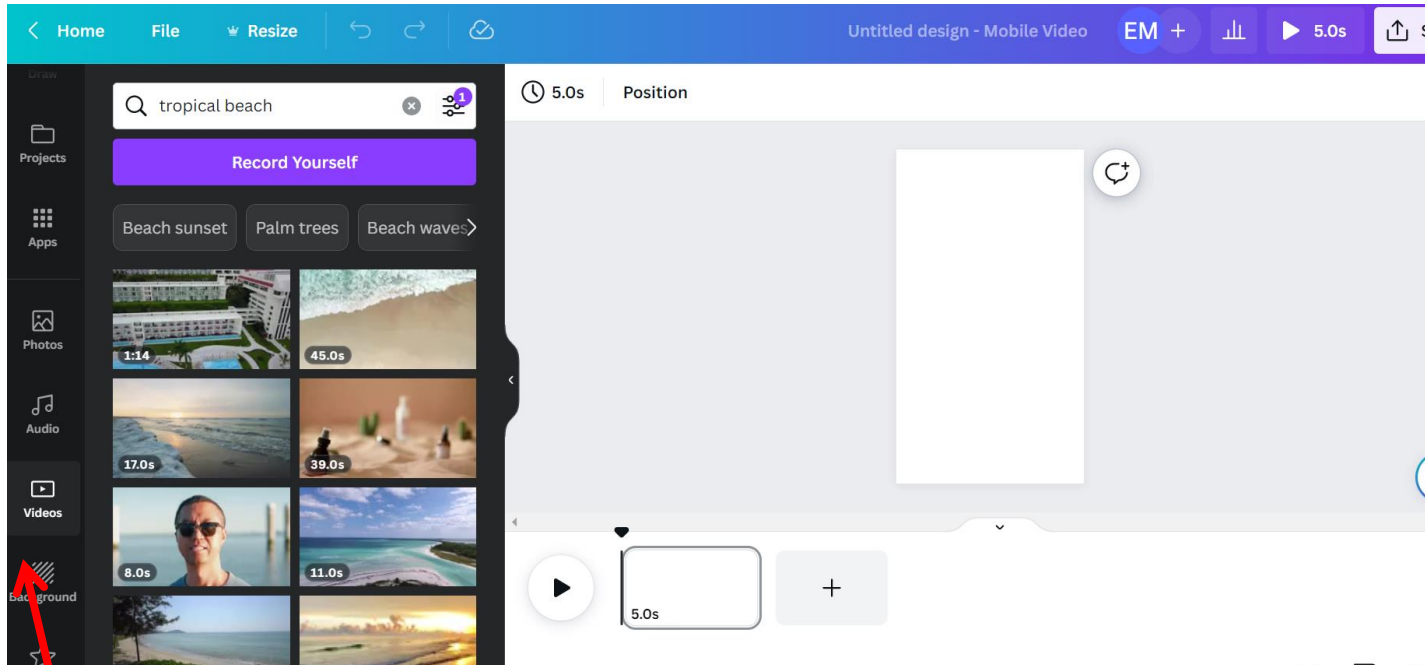 Home File Resize Untitled design - Mobile Video EM + 5.0s
Draw
tropical beach 1
5.0s Position
Projects
Record Yourself
Apps
Beach sunset Palm trees Beach waves
Photos
1:14 45.0s
Audio
17.0s 39.0s
Videos
8.0s 11.0s
Background
5.0s +